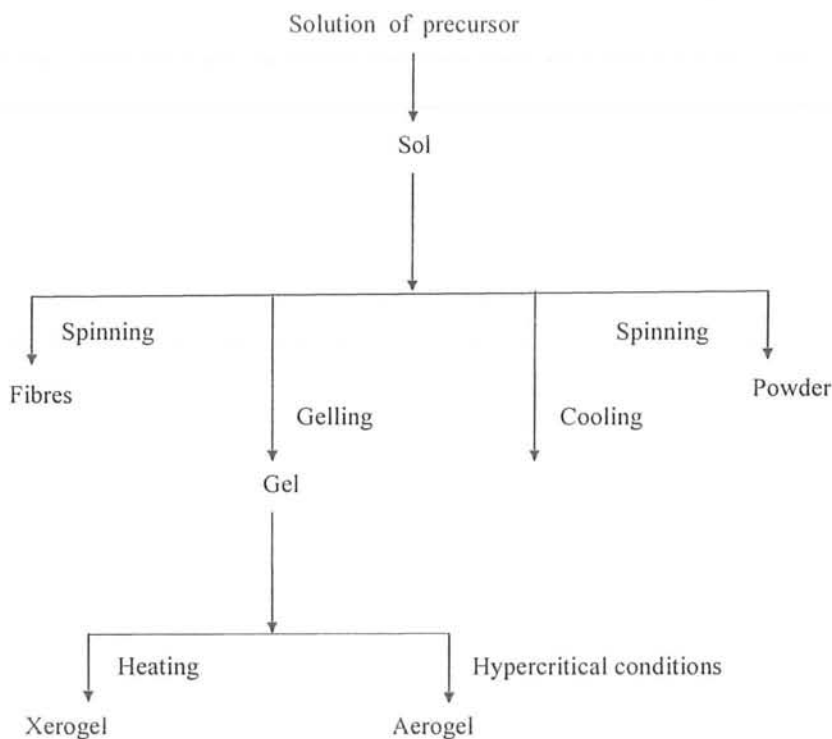 Solution of precursor
Sol
Spinning
Spinning
Fibres
Powder
Gelling
Cooling
Gel
Heating
Hypercritical conditions
Xerogel
Aerogel